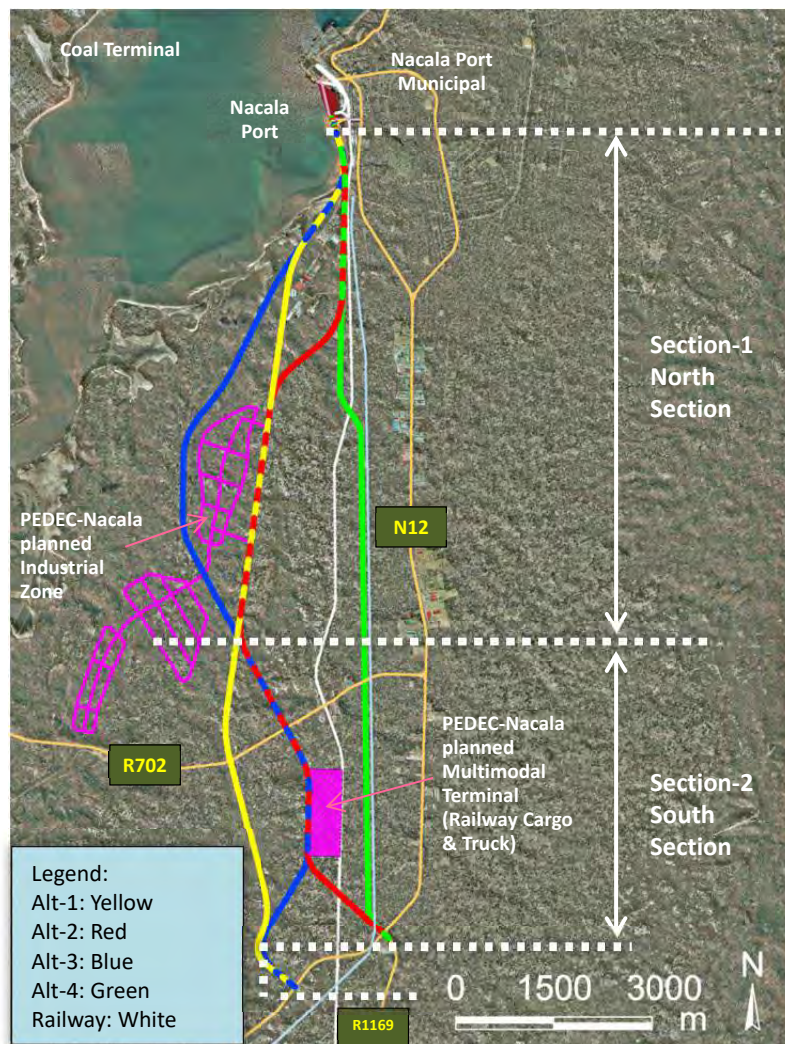 Coal Terminal
Nacala Port
Municipal
Nacala
Port
Section-1
North
Section
PEDEC-Nacala
planned
Industrial
Zone
N12
R702
PEDEC-Nacala
planned
Multimodal
Terminal
(Railway Cargo
& Truck)
Section-2
South
Section
Legend:
Alt-1: Yellow
Alt-2: Red
Alt-3: Blue
Alt-4: Green
Railway: White
R1169
0 1500 3000
m
N